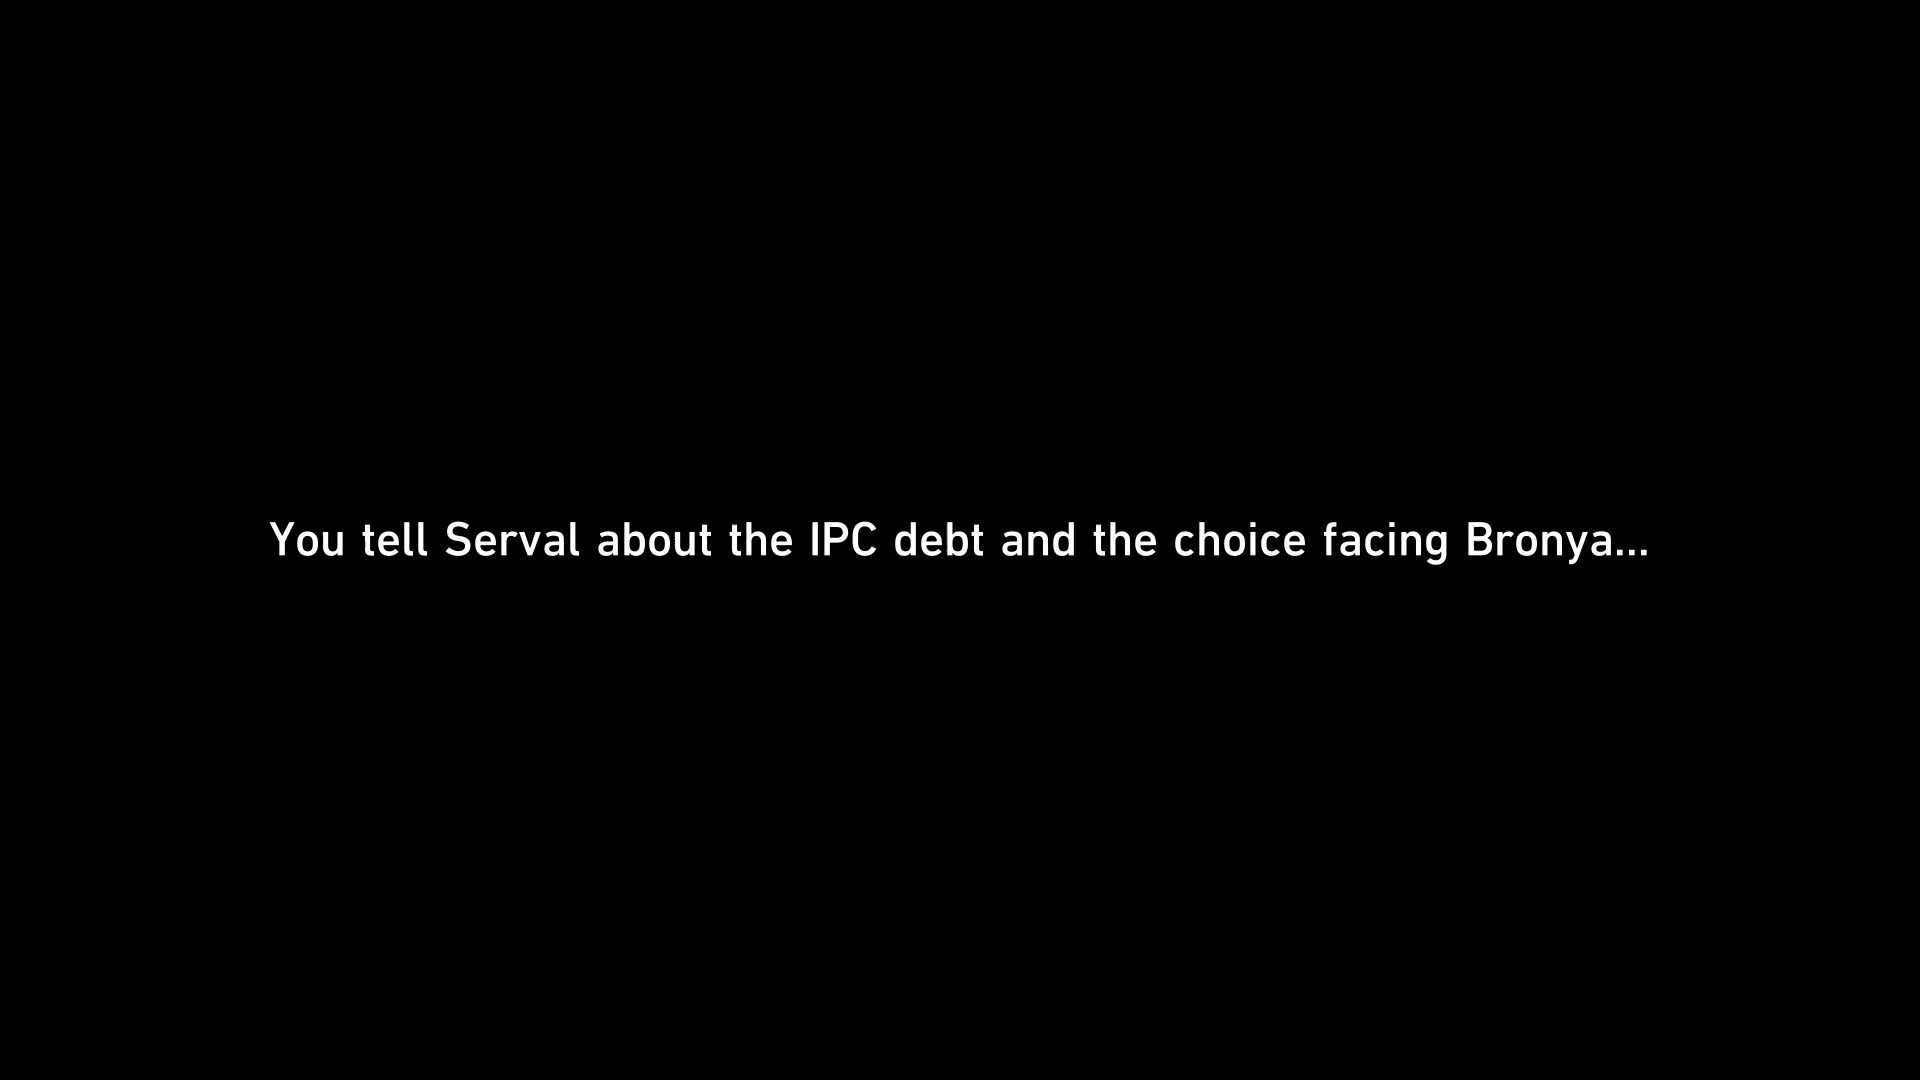 You tell Serval about the IPC debt and the choice facing Bronya...